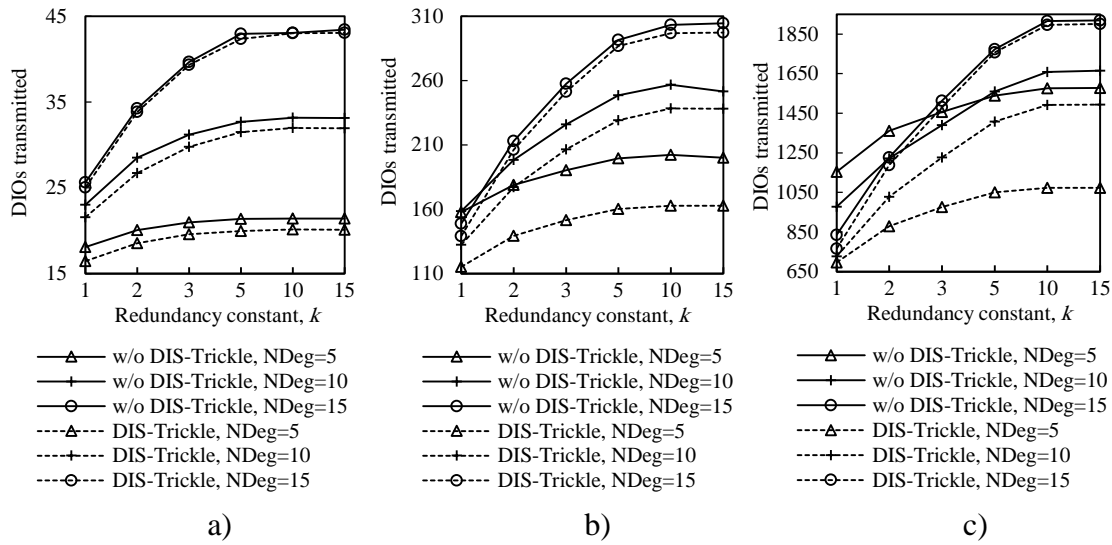 45
35
25
15
DIOs transmitted
1 2 3 5 10 15
Redundancy constant, k
w/o DIS-Trickle, NDeg=5
w/o DIS-Trickle, NDeg=10
w/o DIS-Trickle, NDeg=15
DIS-Trickle, NDeg=5
DIS-Trickle, NDeg=10
DIS-Trickle, NDeg=15
a)
310
260
210
160
110
DIOs transmitted
1 2 3 5 10 15
Redundancy constant, k
w/o DIS-Trickle, NDeg=5
w/o DIS-Trickle, NDeg=10
w/o DIS-Trickle, NDeg=15
DIS-Trickle, NDeg=5
DIS-Trickle, NDeg=10
DIS-Trickle, NDeg=15
b)
1850
1650
1450
1250
1050
850
650
DIOs transmitted
1 2 3 5 10 15
Redundancy constant, k
w/o DIS-Trickle, NDeg=5
w/o DIS-Trickle, NDeg=10
w/o DIS-Trickle, NDeg=15
DIS-Trickle, NDeg=5
DIS-Trickle, NDeg=10
DIS-Trickle, NDeg=15
c)